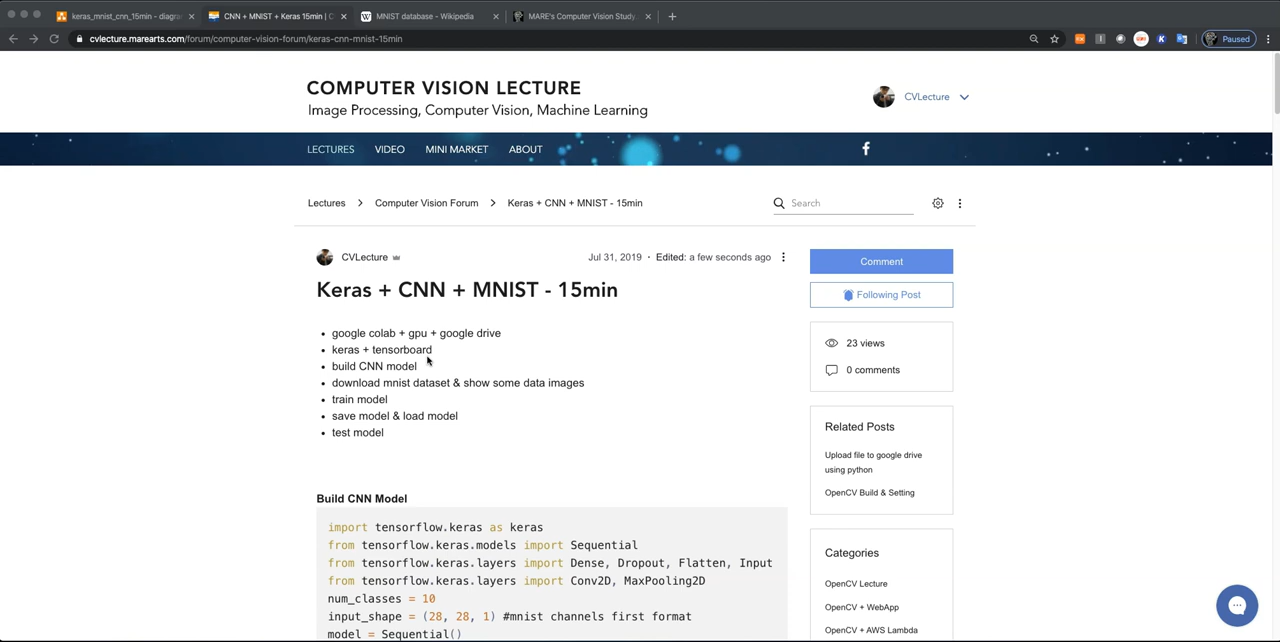 keras_mnist_cnn_15min - diagra
CNN + MNIST + Keras 15min | C
MNIST database - Wikipedia
MARE's Computer Vision Study.
cvlecture.marearts.com/forum/computer-vision-forum/keras-cnn-mnist-15min
Paused
COMPUTER VISION LECTURE
Image Processing, Computer Vision, Machine Learning
CVLecture
LECTURES VIDEO MINI MARKET ABOUT
Lectures > Computer Vision Forum > Keras + CNN + MNIST - 15min
Search
CVLecture
Jul 31, 2019 · Edited: a few seconds ago
Keras + CNN + MNIST - 15min
• google colab + gpu + google drive
• keras + tensorboard
• build CNN model
• download mnist dataset & show some data images
• train model
• save model & load model
• test model
Build CNN Model
import tensorflow.keras as keras
from tensorflow.keras.models import Sequential
from tensorflow.keras.layers import Dense, Dropout, Flatten, Input
from tensorflow.keras.layers import Conv2D, MaxPooling2D
num_classes = 10
input_shape = (28, 28, 1) #mnist channels first format
model = Sequential()
Comment
Following Post
23 views
0 comments
Related Posts
Upload file to google drive
using python
OpenCV Build & Setting
Categories
OpenCV Lecture
OpenCV + WebApp
OpenCV + AWS Lambda